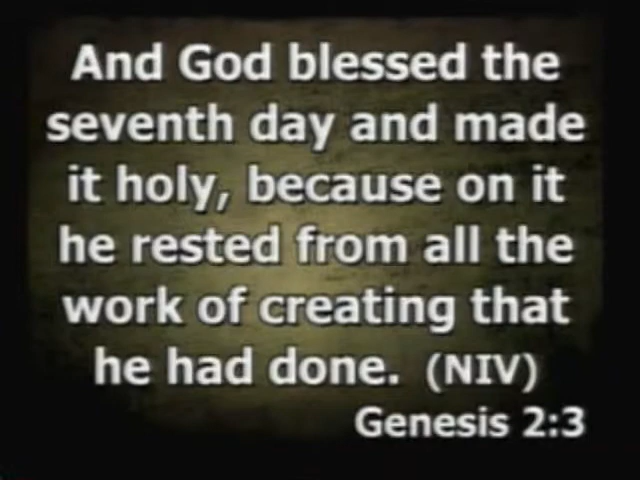 And God blessed the
seventh day and made
it holy, because on it
he rested from all the
work of creating that
he had done. (NIV)
Genesis 2:3